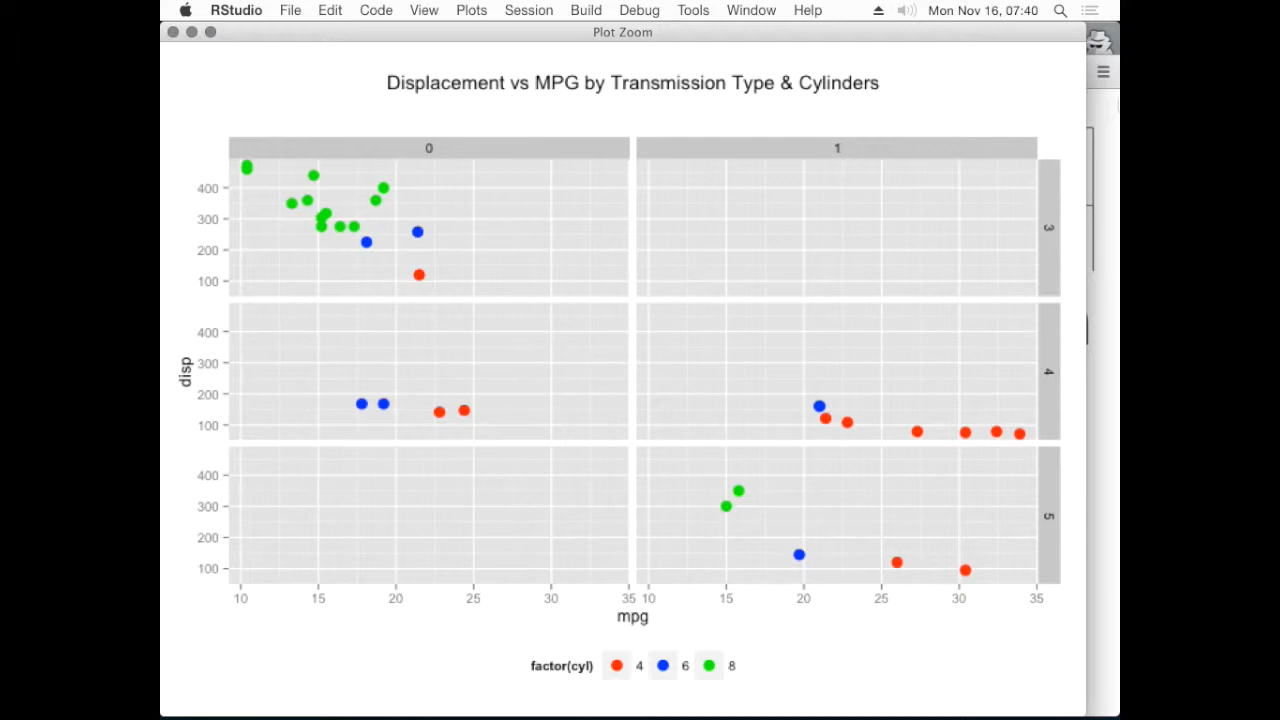 RStudio File Edit Code View Plots Session Build Debug Tools Window Help Mon Nov 16, 07:40
Plot Zoom
Displacement vs MPG by Transmission Type & Cylinders
0 1
400
300
200
100
3
400
300
200
100
4
disp
400
300
200
100
5
10 15 20 25 30 35 10 15 20 25 30 35
mpg
factor(cyl) 4 6 8